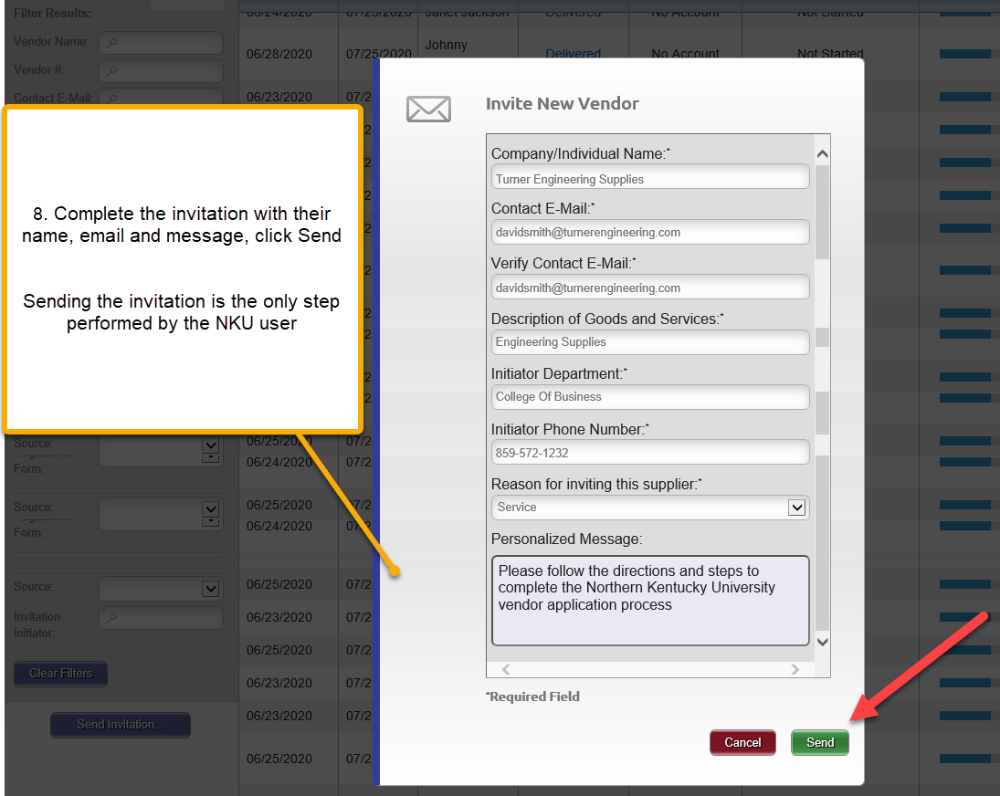 Filter Results:
Vendor Name:
Vendor #:
Contact E-Mail:
06/24/2020 07/23/2020 Janet Jackson Delivered No Account Not Started
Johnny
06/28/2020 07/25/2020 Delivered No Account Not Started
06/23/2020 07/2
8. Complete the invitation with their
name, email and message, click Send
Sending the invitation is the only step
performed by the NKU user
Invite New Vendor
Company/Individual Name:*
Turner Engineering Supplies
Contact E-Mail:*
davidsmith@turnerengineering.com
Verify Contact E-Mail:*
davidsmith@turnerengineering.com
Description of Goods and Services:*
Engineering Supplies
Initiator Department:*
College Of Business
Initiator Phone Number:*
859-572-1232
Reason for inviting this supplier:*
Service
Personalized Message:
Please follow the directions and steps to
complete the Northern Kentucky University
vendor application process
*Required Field
Cancel Send
Source:
Form:
Source:
Form:
Source:
Invitation
Initiator:
Clear Filters
Send Invitation...
06/25/2020 07/2
06/24/2020 07/2
06/25/2020 07/2
06/24/2020 07/2
06/25/2020 07/2
06/23/2020 07/2
06/25/2020 07/2
06/23/2020 07/2
06/23/2020 07/2
06/25/2020 07/2